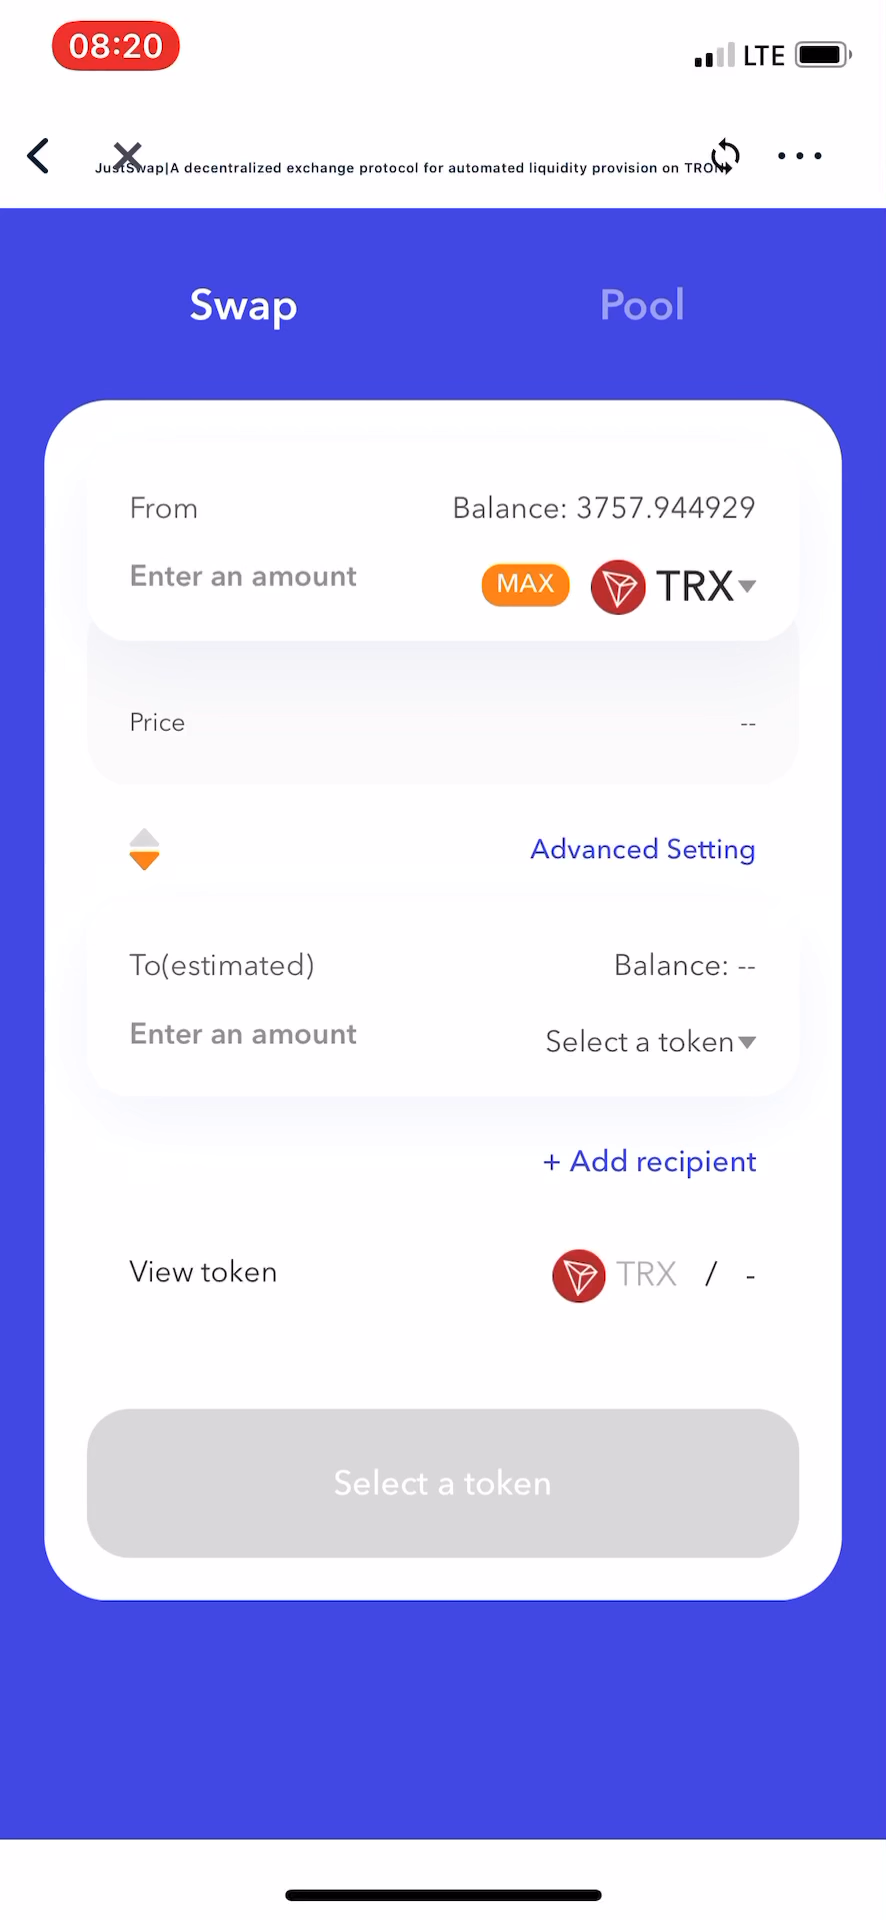 08:20
LTE
JustSwap|A decentralized exchange protocol for automated liquidity provision on TRON
Swap
Pool
From
Balance: 3757.944929
Enter an amount
MAX
TRX
Price
--
Advanced Setting
To(estimated)
Balance: --
Enter an amount
Select a token
+ Add recipient
View token
TRX / -
Select a token